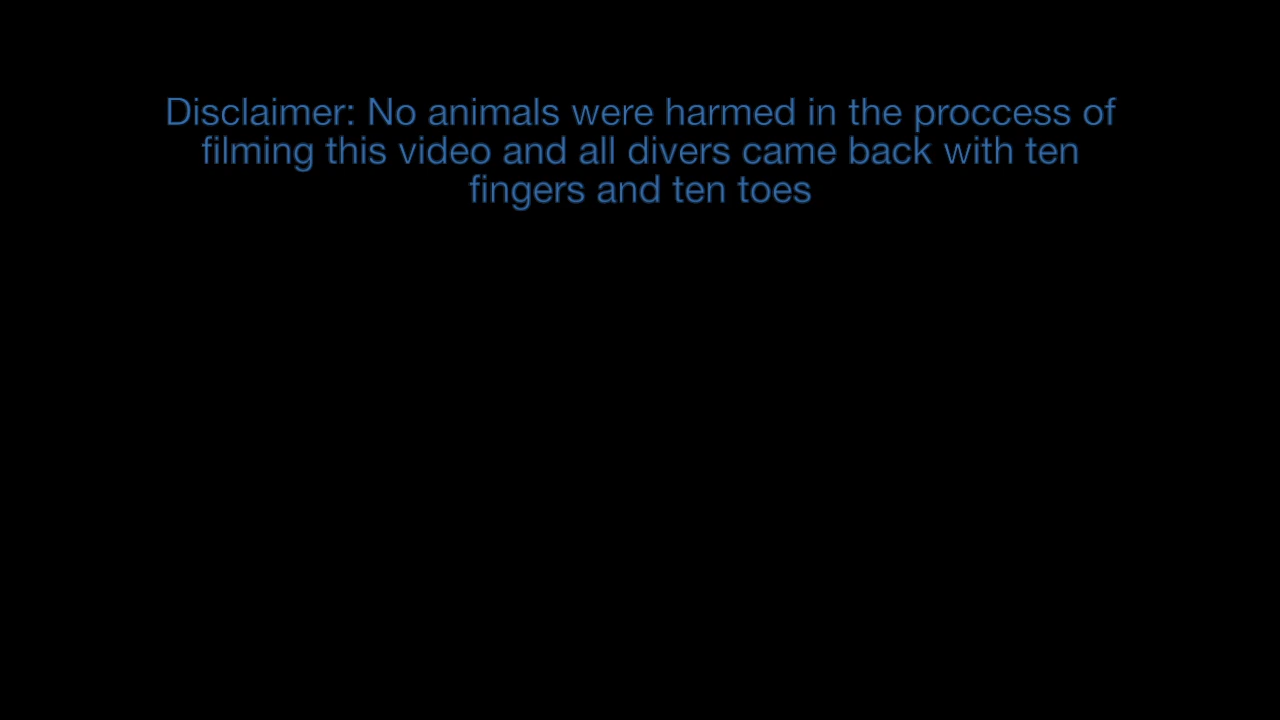 Disclaimer: No animals were harmed in the proccess of
filming this video and all divers came back with ten
fingers and ten toes